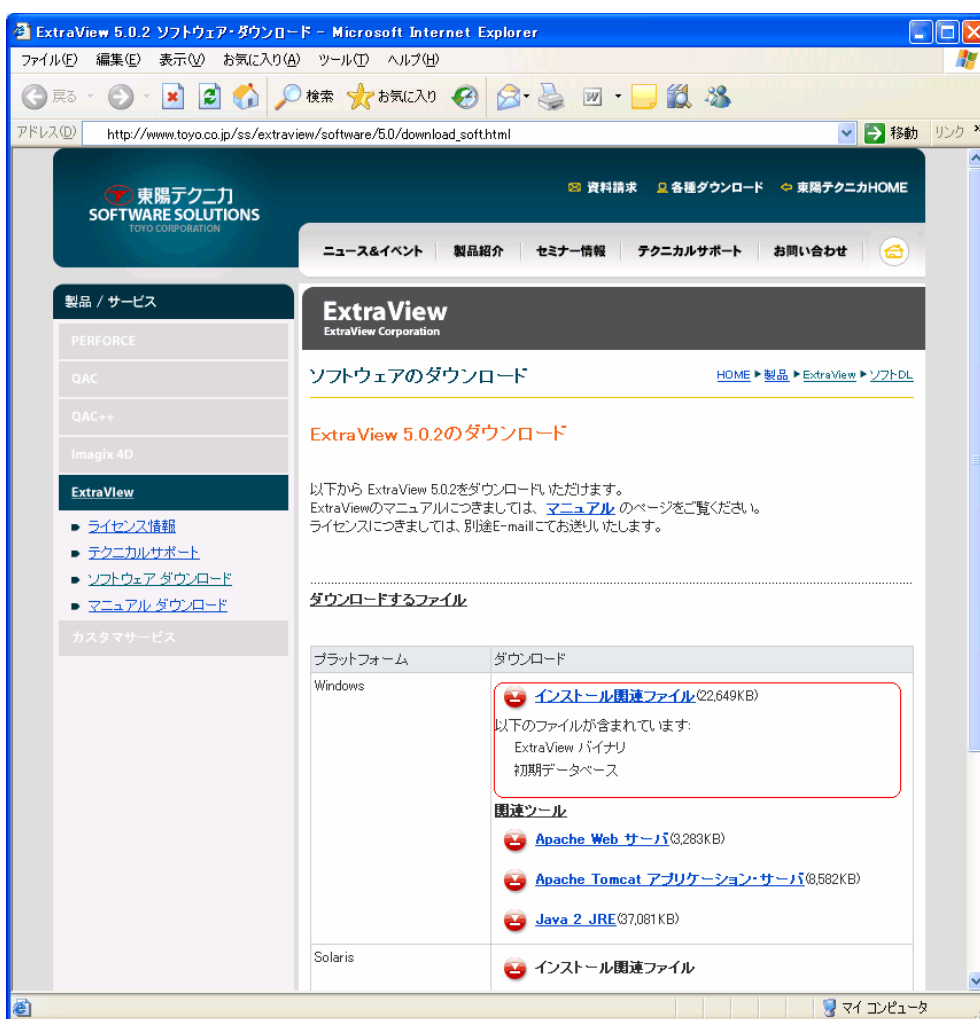 ExtraView 5.0.2 ソフトウェア・ダウンロード - Microsoft Internet Explorer
ファイル(F) 編集(E) 表示(V) お気に入り(A) ツール(T) ヘルプ(H)
戻る 検索 お気に入り
アドレス(D) http://www.toyo.co.jp/ss/extraview/software/5.0/download_soft.html 移動 リンク »
東陽テクニカ
SOFTWARE SOLUTIONS
TOYO CORPORATION
資料請求 各種ダウンロード 東陽テクニカHOME
ニュース&イベント 製品紹介 セミナー情報 テクニカルサポート お問い合わせ
製品 / サービス
PERFORCE
QAC
QAC++
Imagix 4D
ExtraView
ライセンス情報
テクニカルサポート
ソフトウェア ダウンロード
マニュアル ダウンロード
カスタマサービス
ExtraView
ExtraView Corporation
ソフトウェアのダウンロード
HOME ▶ 製品 ▶ ExtraView ▶ ソフトDL
ExtraView 5.0.2のダウンロード
以下から ExtraView 5.0.2をダウンロードいただけます。
ExtraViewのマニュアルにつきましては、 マニュアル のページをご覧ください。
ライセンスにつきましては、別途E-mailにてお送りいたします。
ダウンロードするファイル
プラットフォーム ダウンロード
Windows
インストール関連ファイル(22,649KB)
以下のファイルが含まれています:
ExtraView バイナリ
初期データベース
関連ツール
Apache Web サーバ(3,283KB)
Apache Tomcat アプリケーション・サーバ(8,582KB)
Java 2 JRE(37,081KB)
Solaris
インストール関連ファイル
マイ コンピュータ